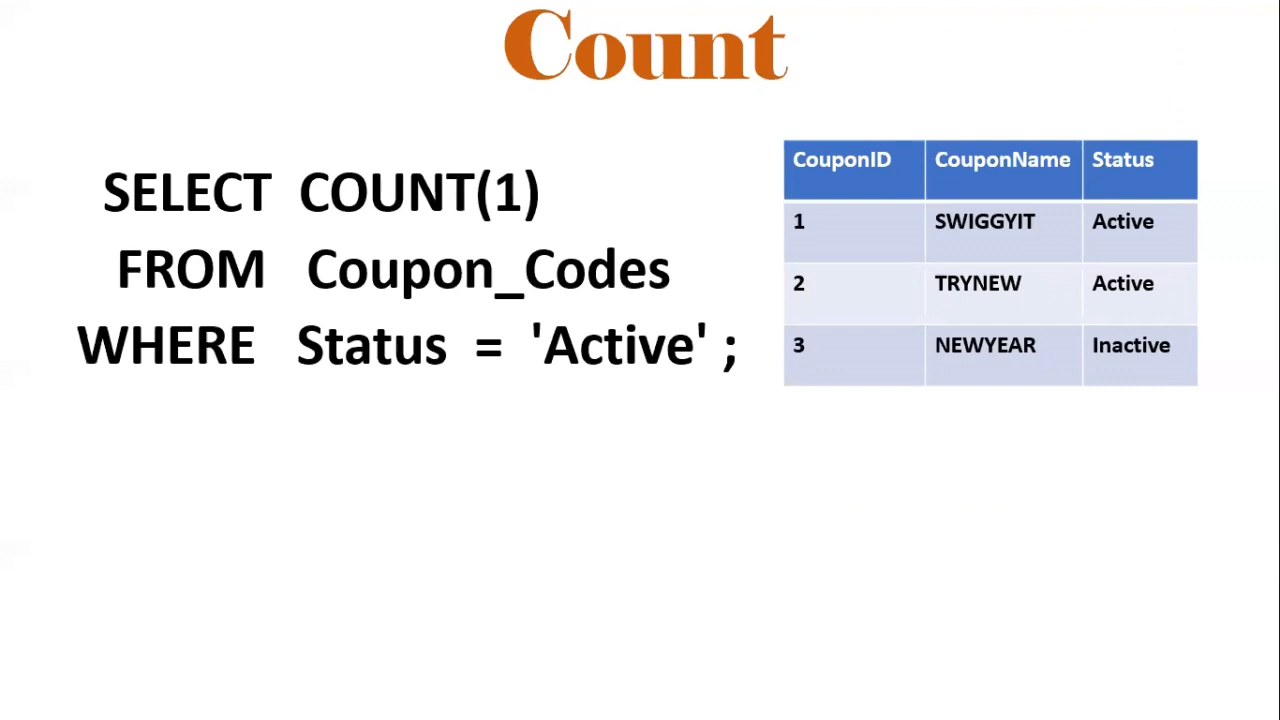 Count
SELECT COUNT(1)
FROM Coupon_Codes
WHERE Status = 'Active' ;
CouponID CouponName Status
1 SWIGGYIT Active
2 TRYNEW Active
3 NEWYEAR Inactive